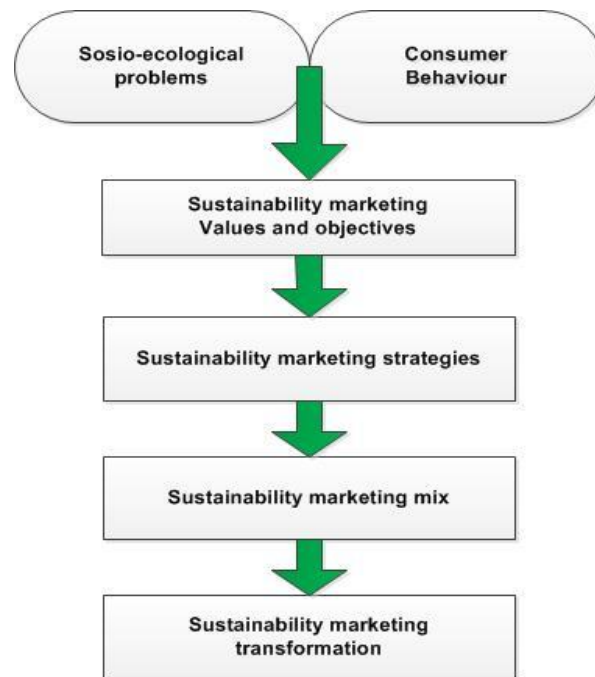 Sosio-ecological
problems
Consumer
Behaviour
Sustainability marketing
Values and objectives
Sustainability marketing strategies
Sustainability marketing mix
Sustainability marketing
transformation